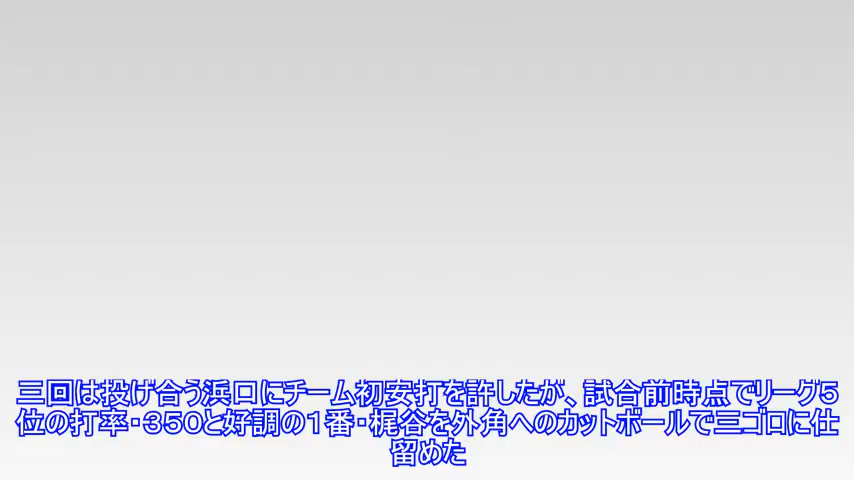 三回は投げ合う浜口にチーム初安打を許したが、試合前時点でリーグ５
位の打率・３５０と好調の１番・梶谷を外角へのカットボールで三ゴロに仕
留めた